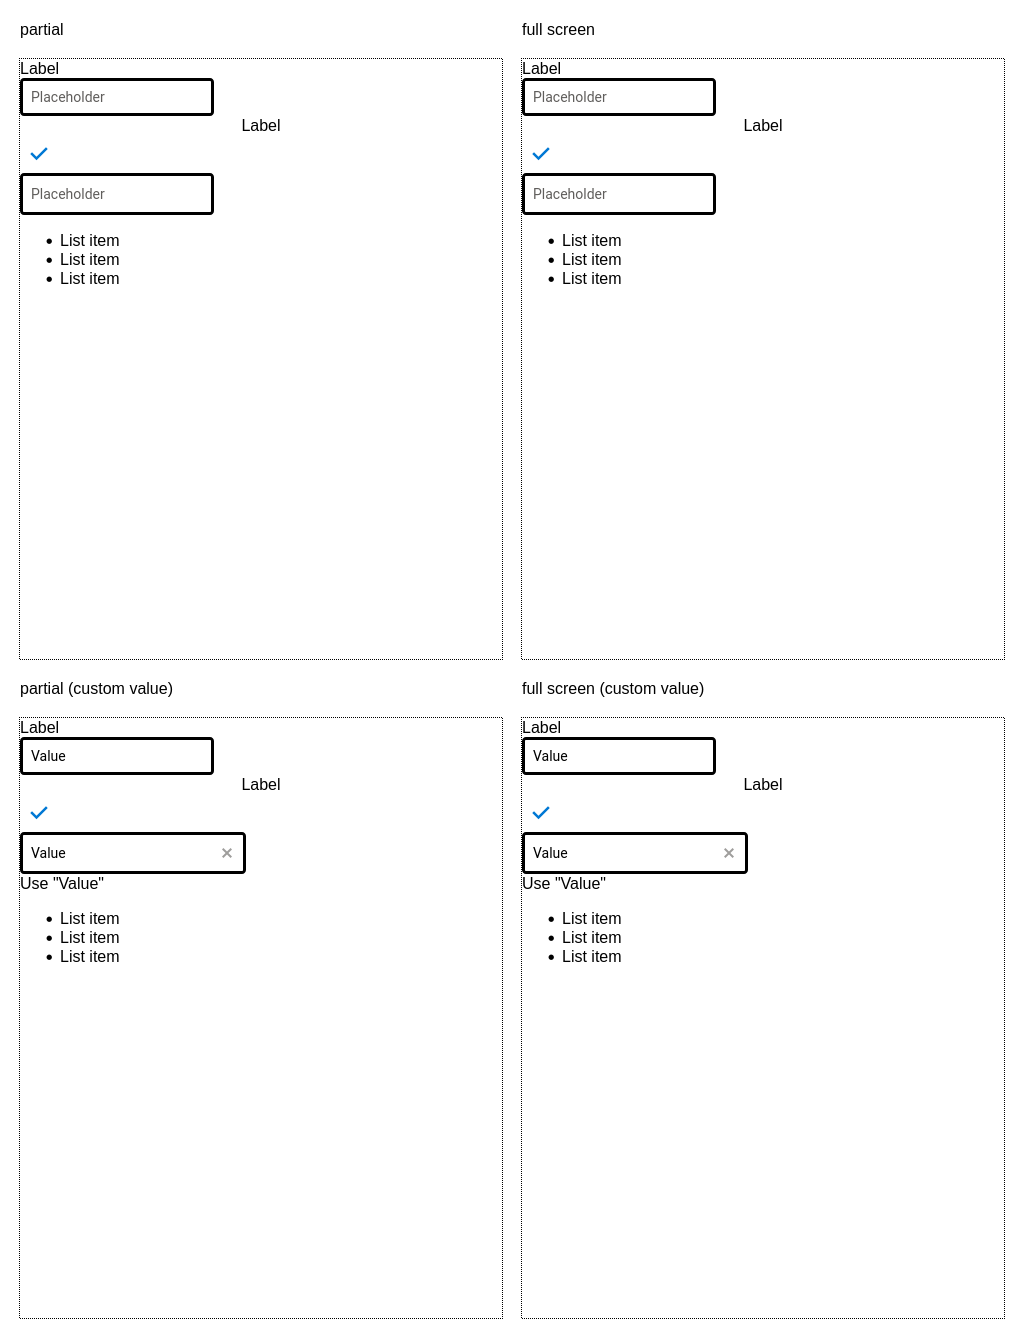 partial
Label
Placeholder
Label
Placeholder
• List item
• List item
• List item
full screen
Label
Placeholder
Label
Placeholder
• List item
• List item
• List item
partial (custom value)
Label
Value
Label
Value
Use "Value"
• List item
• List item
• List item
full screen (custom value)
Label
Value
Label
Value
Use "Value"
• List item
• List item
• List item